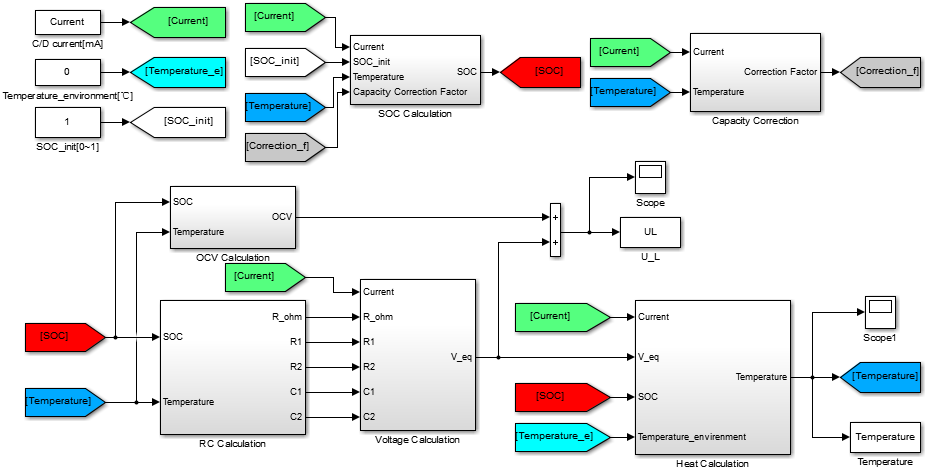 Current
[Current]
C/D current[mA]
0
[Temperature_e]
Temperature_environment[℃]
1
[SOC_init]
SOC_init[0~1]
[Current]
[SOC_init]
[Temperature]
[Correction_f]
Current
SOC_init
Temperature
Capacity Correction Factor
SOC
SOC Calculation
[SOC]
[Current]
[Temperature]
Current
Temperature
Correction Factor
Capacity Correction
[Correction_f]
SOC
Temperature
OCV
OCV Calculation
+
+
Scope
UL
U_L
[SOC]
[Temperature]
SOC
Temperature
R_ohm
R1
R2
C1
C2
RC Calculation
[Current]
Current
R_ohm
R1
R2
C1
C2
V_eq
Voltage Calculation
[Current]
[SOC]
[Temperature_e]
Current
V_eq
SOC
Temperature_envirenment
Temperature
Heat Calculation
Scope1
[Temperature]
Temperature
Temperature